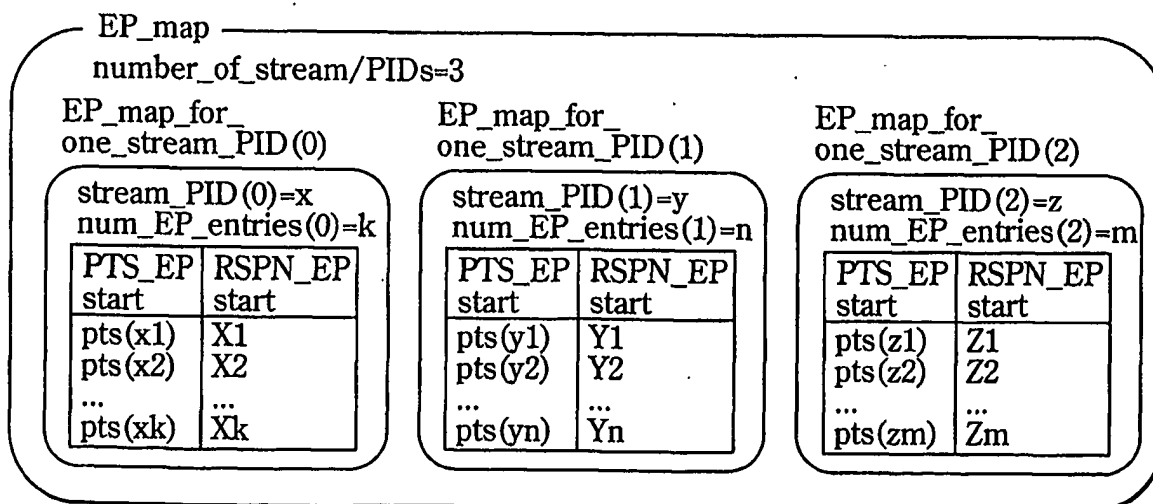 EP_map
number_of_stream/PIDs=3
EP_map_for_
one_stream_PID(0)
stream_PID(0)=x
num_EP_entries(0)=k
PTS_EP RSPN_EP
start start
pts(x1) X1
pts(x2) X2
... ...
pts(xk) Xk
EP_map_for_
one_stream_PID(1)
stream_PID(1)=y
num_EP_entries(1)=n
PTS_EP RSPN_EP
start start
pts(y1) Y1
pts(y2) Y2
... ...
pts(yn) Yn
EP_map_for_
one_stream_PID(2)
stream_PID(2)=z
num_EP_entries(2)=m
PTS_EP RSPN_EP
start start
pts(z1) Z1
pts(z2) Z2
... ...
pts(zm) Zm